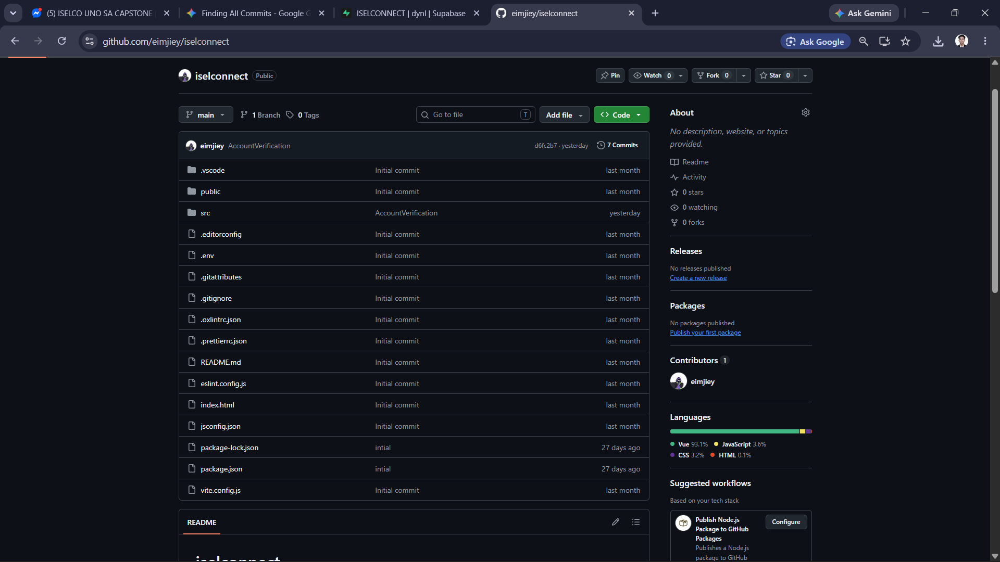 (5) ISELCO UNO SA CAPSTONE
Finding All Commits - Google G
ISELCONNECT | dynl | Supabase
eimjiey/iselconnect
Ask Gemini
github.com/eimjiey/iselconnect
Ask Google
iselconnect Public
Pin
Watch 0
Fork 0
Star 0
main
1 Branch
0 Tags
Go to file T
Add file
Code
eimjiey AccountVerification d6fc2b7 · yesterday 7 Commits
.vscode Initial commit last month
public Initial commit last month
src AccountVerification yesterday
.editorconfig Initial commit last month
.env Initial commit last month
.gitattributes Initial commit last month
.gitignore Initial commit last month
.oxlintrc.json Initial commit last month
.prettierrc.json Initial commit last month
README.md Initial commit last month
eslint.config.js Initial commit last month
index.html Initial commit last month
jsconfig.json Initial commit last month
package-lock.json intial 27 days ago
package.json intial 27 days ago
vite.config.js Initial commit last month
README
iselconnect
About
No description, website, or topics
provided.
Readme
Activity
0 stars
0 watching
0 forks
Releases
No releases published
Create a new release
Packages
No packages published
Publish your first package
Contributors 1
eimjiey
Languages
Vue 93.1% JavaScript 3.6%
CSS 3.2% HTML 0.1%
Suggested workflows
Based on your tech stack
Publish Node.js
Package to GitHub
Packages
Configure
Publishes a Node.js
package to GitHub